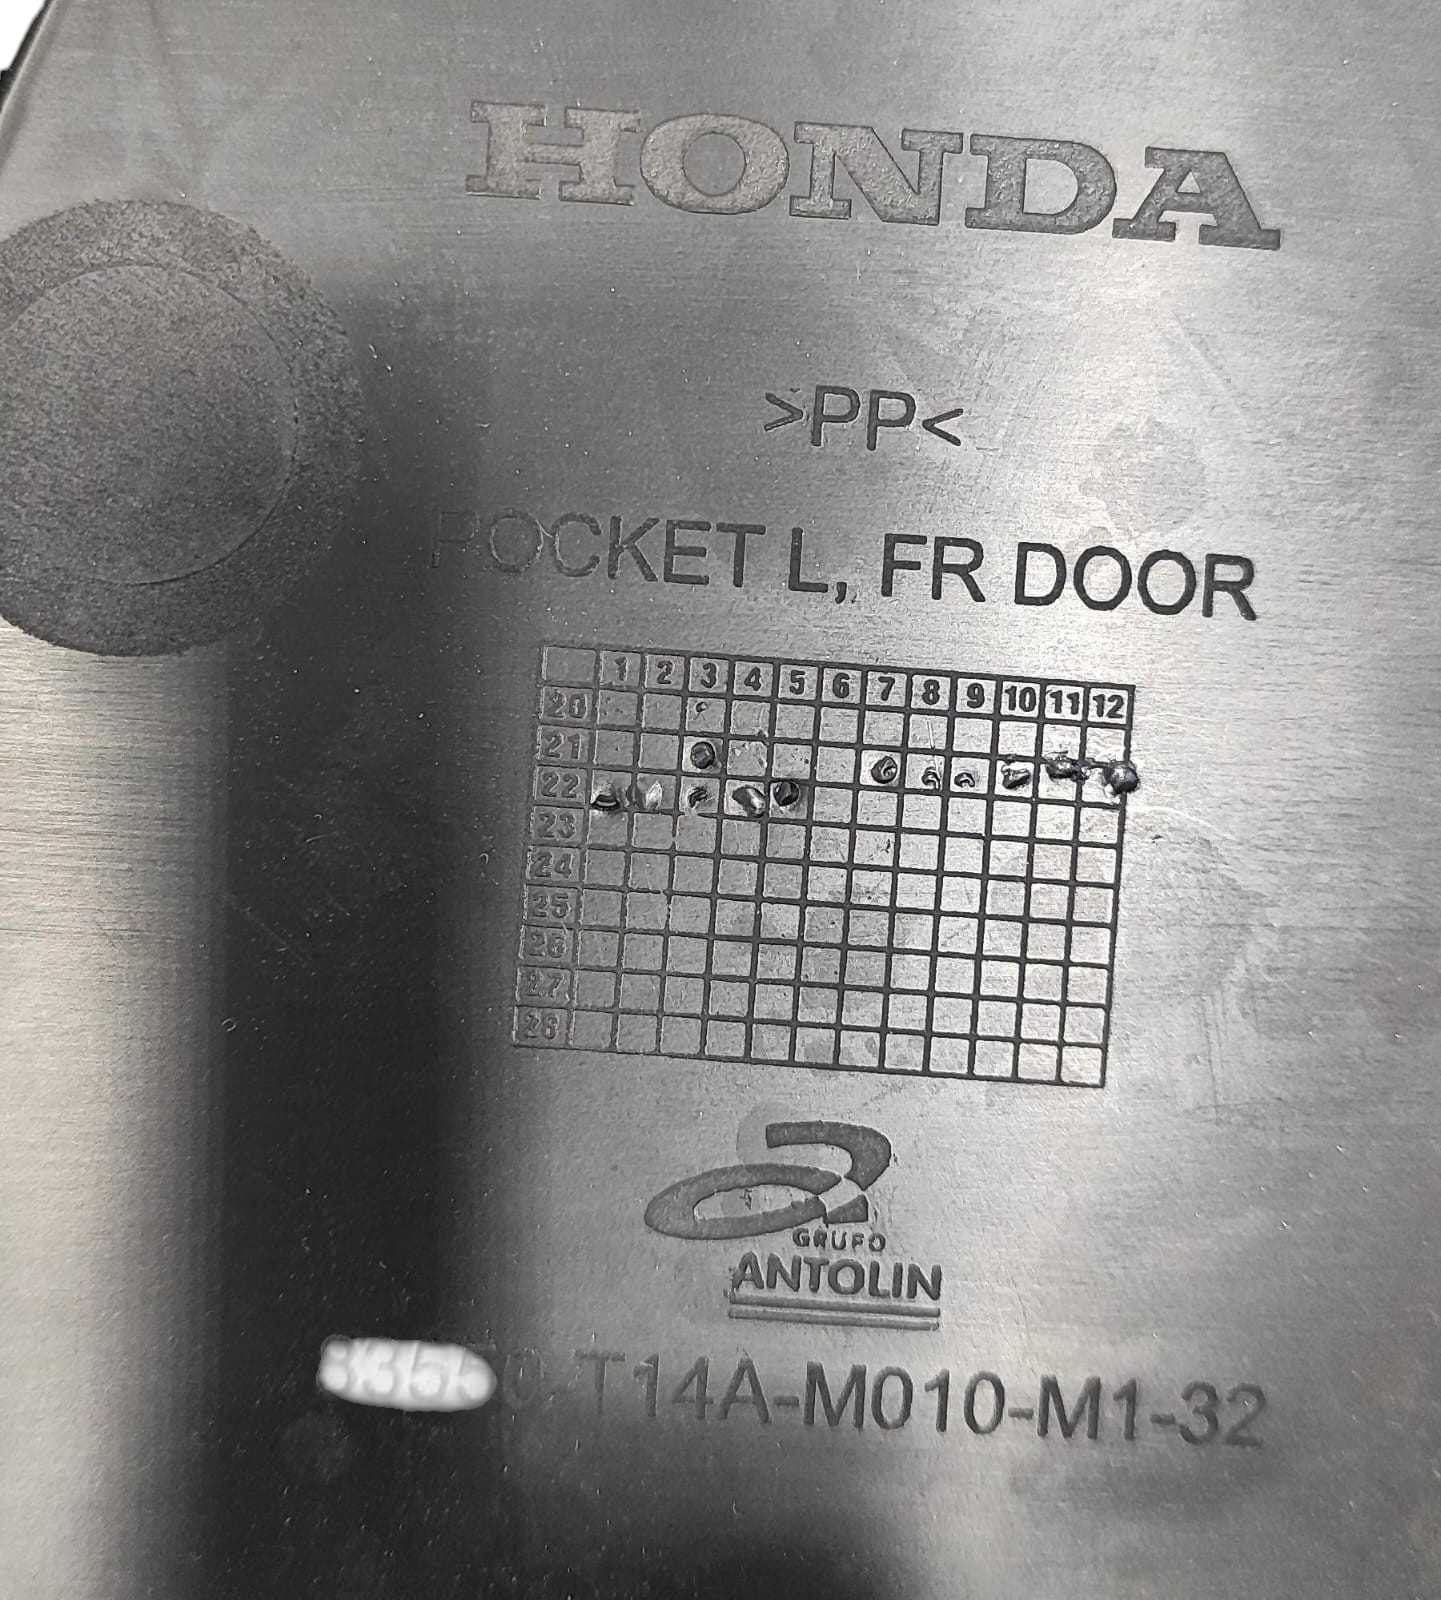 HONDA
>PP<
POCKET L, FR DOOR
1 2 3 4 5 6 7 8 9 10 11 12
20
21
22
23
24
25
26
27
28
GRUPO
ANTOLIN
0-T14A-M010-M1-32